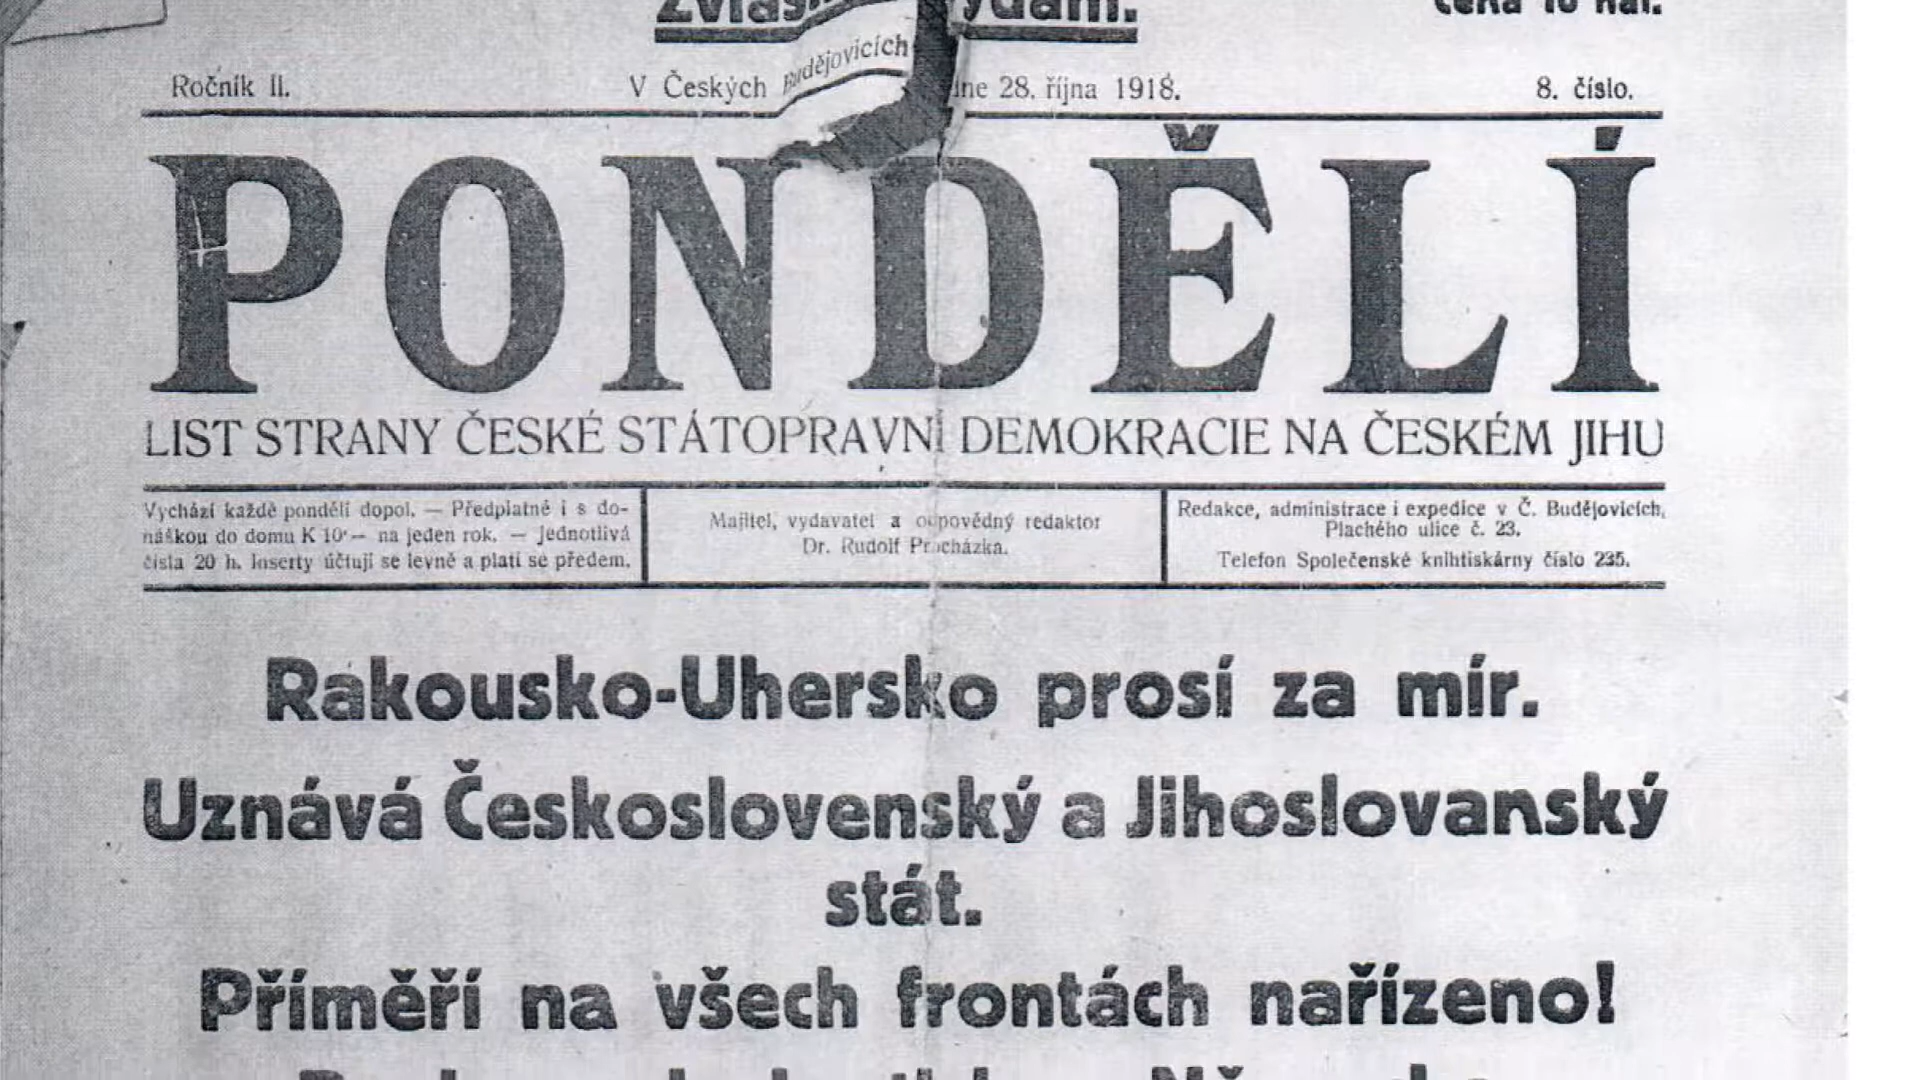 Ročník II.
V Českých Budějovicích dne 28. října 1918.
8. číslo.
PONDĚLÍ
LIST STRANY ČESKÉ STÁTOPRAVNÍ DEMOKRACIE NA ČESKÉM JIHU
Vychází každé pondělí dopol. — Předplatné i s do-
náškou do domu K 10·— na jeden rok. — Jednotlivá
čísla 20 h. Inserty účtují se levně a platí se předem.
Majitel, vydavatel a odpovědný redaktor
Dr. Rudolf Procházka.
Redakce, administrace i expedice v Č. Budějovicích,
Plachého ulice č. 23.
Telefon Společenské knihtiskárny číslo 235.
Rakousko-Uhersko prosí za mír.
Uznává Československý a Jihoslovanský
stát.
Příměří na všech frontách nařízeno!